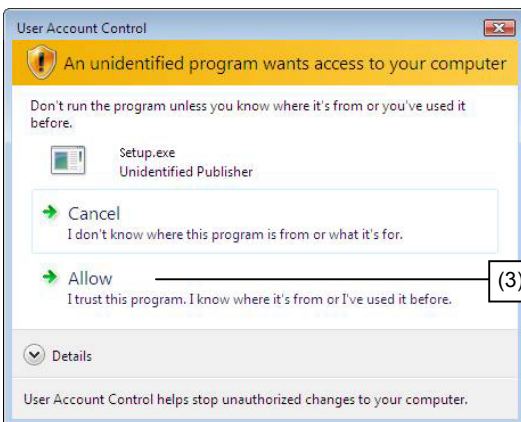 User Account Control
An unidentified program wants access to your computer
Don't run the program unless you know where it's from or you've used it
before.
Setup.exe
Unidentified Publisher
Cancel
I don't know where this program is from or what it's for.
Allow
(3)
I trust this program. I know where it's from or I've used it before.
Details
User Account Control helps stop unauthorized changes to your computer.